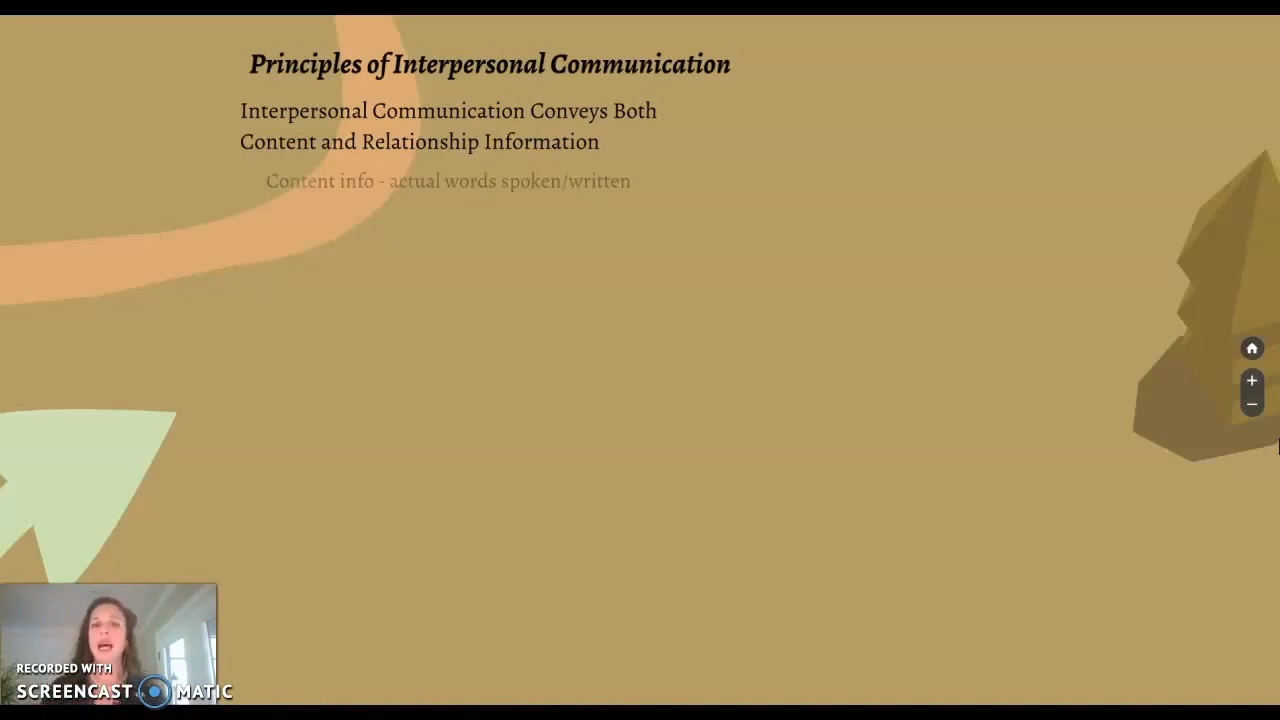 Principles of Interpersonal Communication
Interpersonal Communication Conveys Both
Content and Relationship Information
Content info - actual words spoken/written
RECORDED WITH
SCREENCAST MATIC